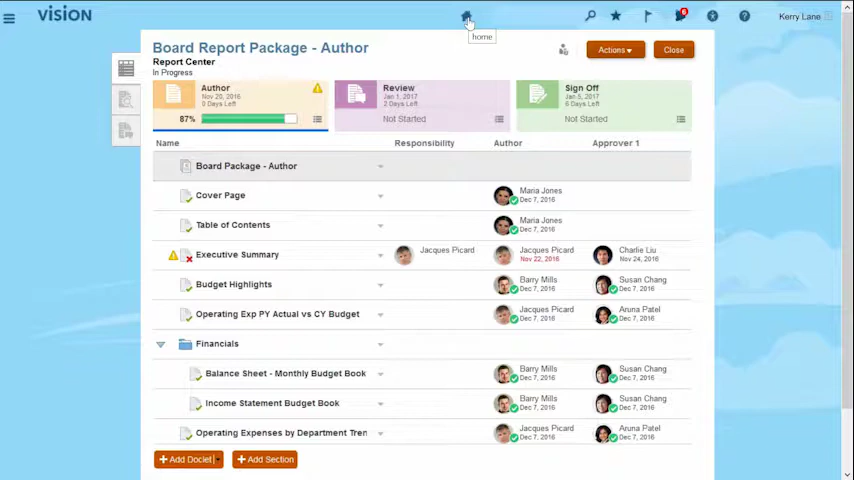 VISION
6
Kerry Lane
home
Board Report Package - Author
Report Center
In Progress
Actions
Close
Author
Nov 20, 2016
0 Days Left
87%
Review
Jan 1, 2017
2 Days Left
Not Started
Sign Off
Jan 5, 2017
6 Days Left
Not Started
Name
Responsibility
Author
Approver 1
Board Package - Author
Cover Page
Maria Jones
Dec 7, 2016
Table of Contents
Maria Jones
Dec 7, 2016
Executive Summary
Jacques Picard
Jacques Picard
Nov 22, 2016
Charlie Liu
Nov 24, 2016
Budget Highlights
Barry Mills
Dec 7, 2016
Susan Chang
Dec 7, 2016
Operating Exp PY Actual vs CY Budget
Jacques Picard
Dec 7, 2016
Aruna Patel
Dec 7, 2016
Financials
Balance Sheet - Monthly Budget Book
Barry Mills
Dec 7, 2016
Susan Chang
Dec 7, 2016
Income Statement Budget Book
Barry Mills
Dec 7, 2016
Susan Chang
Dec 7, 2016
Operating Expenses by Department Tren
Jacques Picard
Dec 7, 2016
Aruna Patel
Dec 7, 2016
+ Add Doclet
+ Add Section